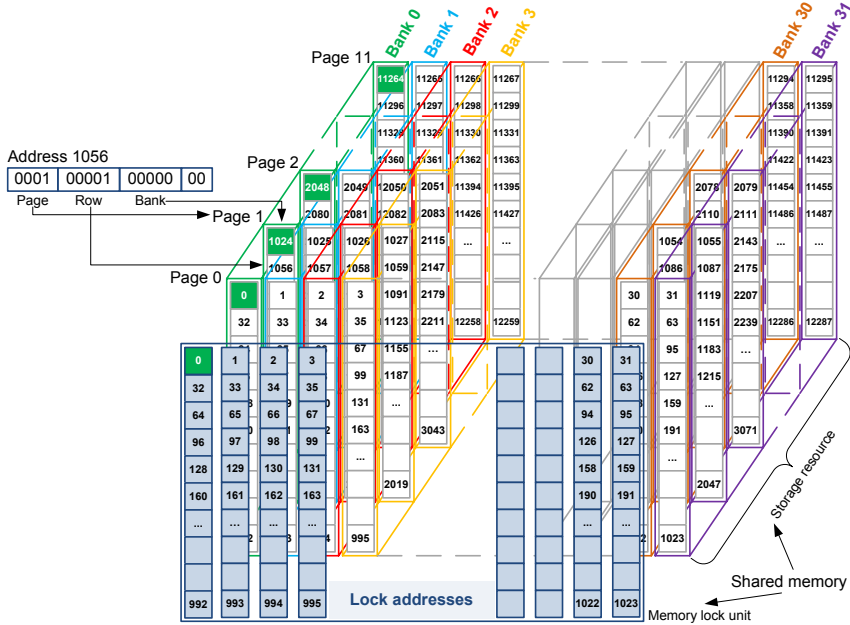 Bank 0
Bank 1
Bank 2
Bank 3
Bank 30
Bank 31
Page 11
11264 11265 11266 11267 11294 11295
11296 11297 11298 11299 11358 11359
11328 11329 11330 11331 11390 11391
11360 11361 11362 11363 11422 11423
Address 1056
0001 00001 00000 00
Page Row Bank
Page 2
2048 2049 12050 2051 11394 11395 2078 2079 11454 11455
2080 2081 12082 2083 11426 11427 2110 2111 11486 11487
Page 1
1024 1025 1026 1027 2115 ... ... 1054 1055 2143 ... ...
1056 1057 1058 1059 2147 1086 1087 2175
Page 0
0 1 2 3 1091 2179 30 31 1119 2207
32 33 34 35 11123 2211 12258 12259 62 63 1151 2239 12286 12287
67 1155 ... 95 1183 ...
99 1187 127 1215
131 ... 159 ...
163 3043 191 3071
... ...
2019 2047
995 1023
0 1 2 3 30 31
32 33 34 35 62 63
64 65 66 67 94 95
96 97 98 99 126 127
128 129 130 131 158 159
160 161 162 163 190 191
... ... ... ... ... ...
992 993 994 995 1022 1023
Lock addresses
Storage resource
Shared memory
Memory lock unit